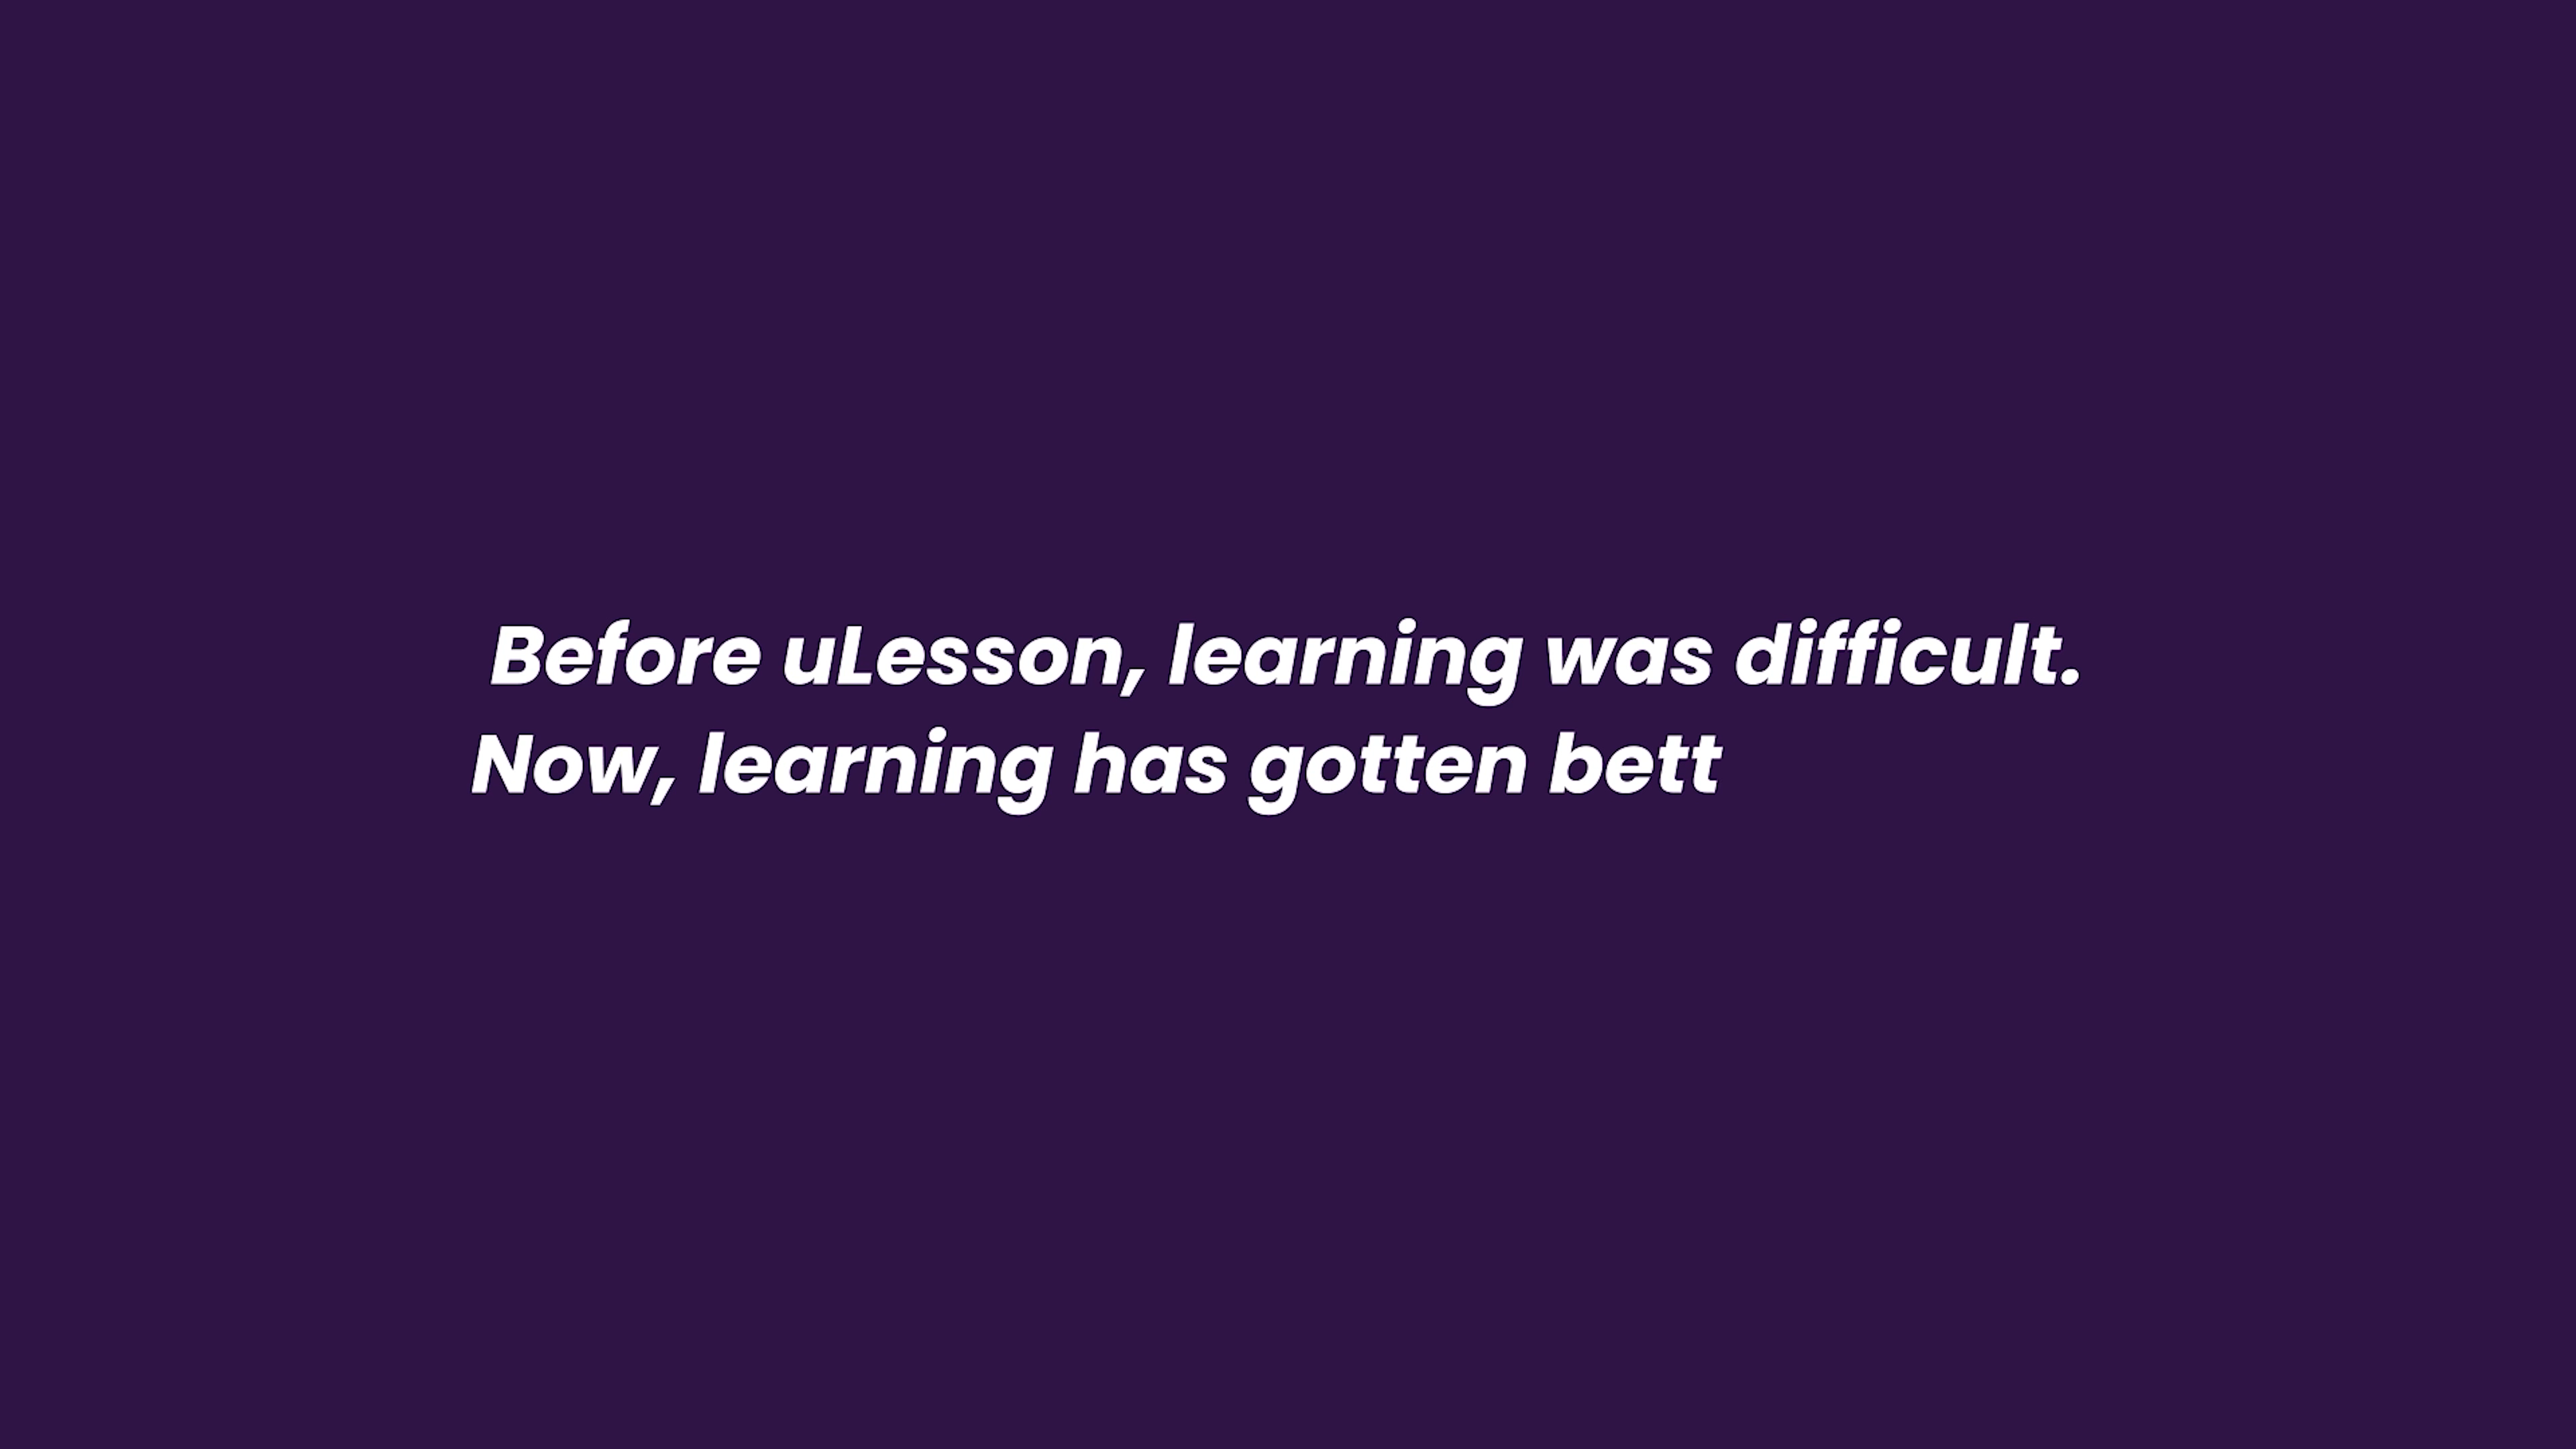 Before uLesson, learning was difficult.
Now, learning has gotten bett